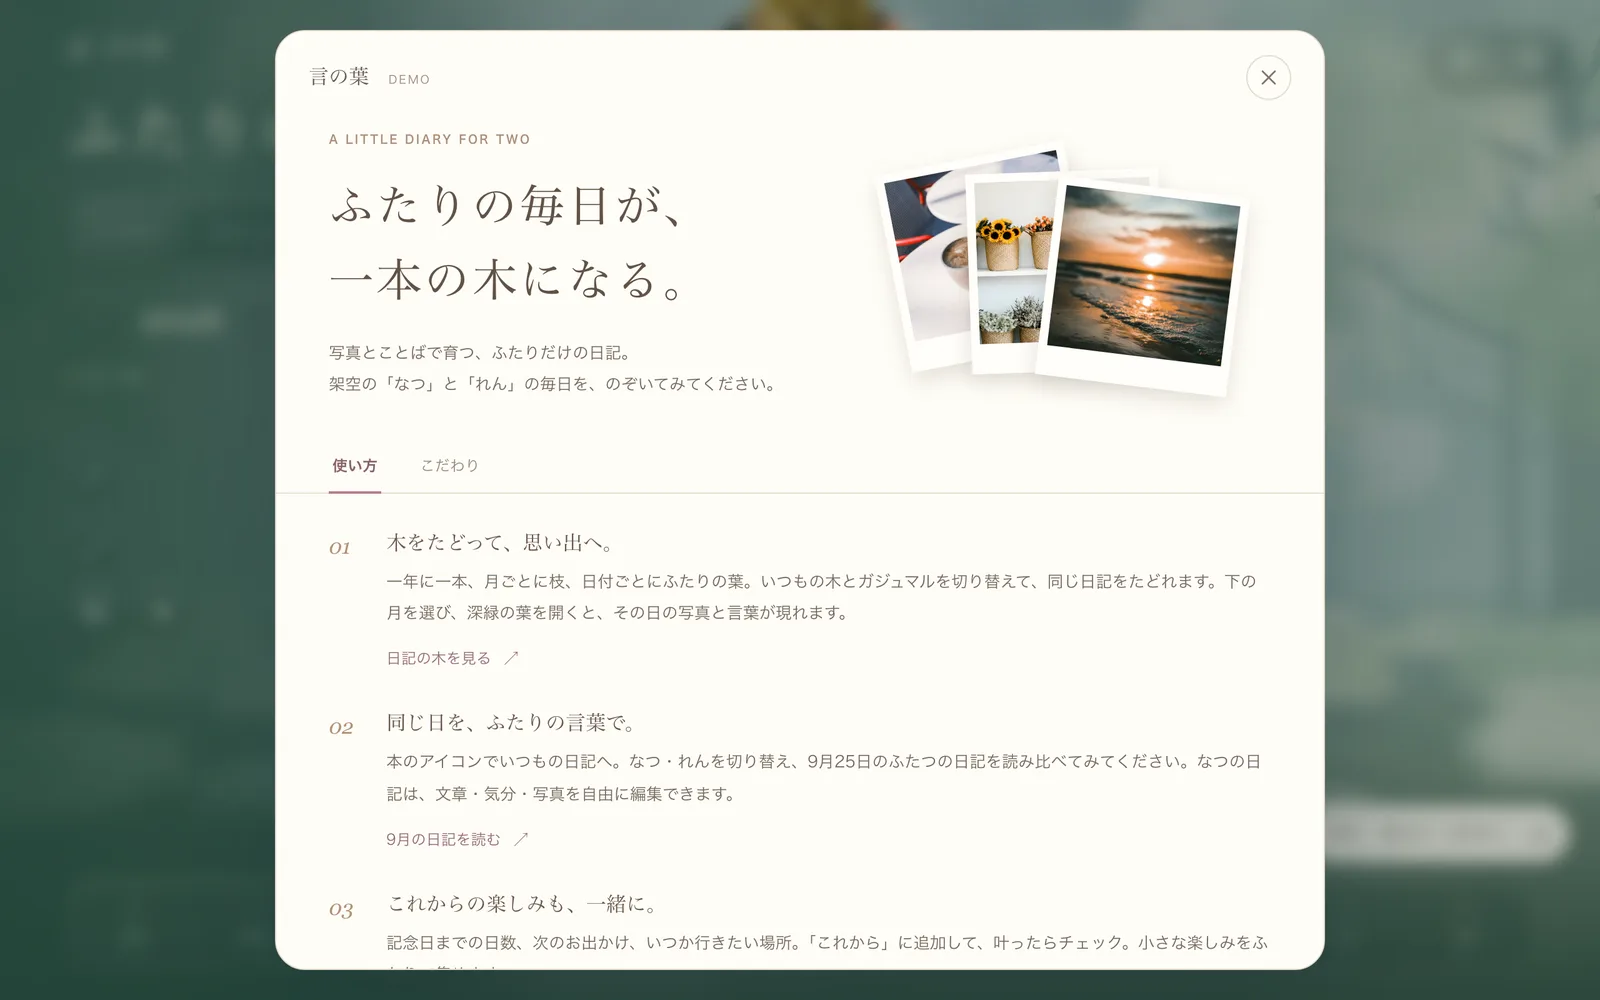 言の葉 DEMO
A LITTLE DIARY FOR TWO
ふたりの毎日が、
一本の木になる。
写真とことばで育つ、ふたりだけの日記。
架空の「なつ」と「れん」の毎日を、のぞいてみてください。
使い方 こだわり
01 木をたどって、思い出へ。
一年に一本、月ごとに枝、日付ごとにふたりの葉。いつもの木とガジュマルを切り替えて、同じ日記をたどれます。下の
月を選び、深緑の葉を開くと、その日の写真と言葉が現れます。
日記の木を見る ↗
02 同じ日を、ふたりの言葉で。
本のアイコンでいつもの日記へ。なつ・れんを切り替え、9月25日のふたつの日記を読み比べてみてください。なつの日
記は、文章・気分・写真を自由に編集できます。
9月の日記を読む ↗
03 これからの楽しみも、一緒に。
記念日までの日数、次のお出かけ、いつか行きたい場所。「これから」に追加して、叶ったらチェック。小さな楽しみをふ